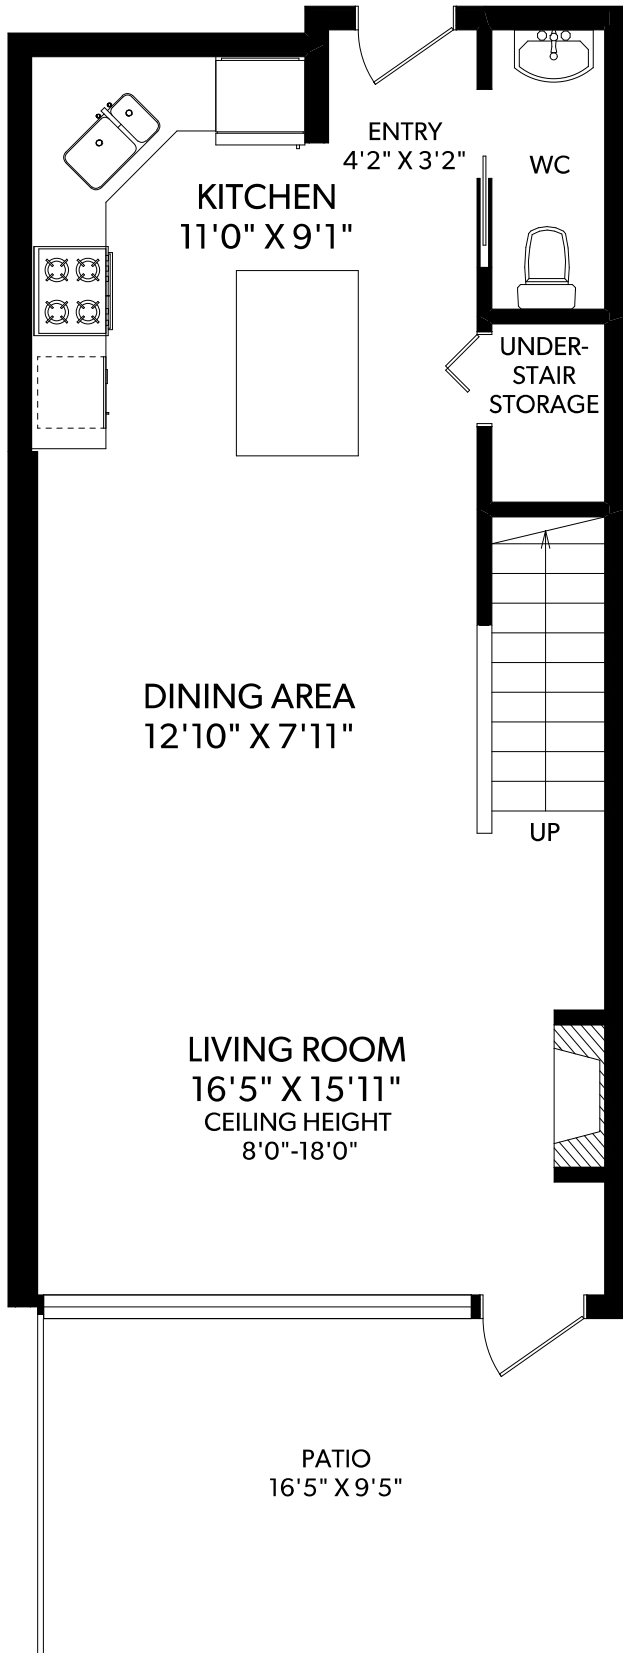 ENTRY
4'2" X 3'2"
WC
KITCHEN
11'0" X 9'1"
UNDER-
STAIR
STORAGE
DINING AREA
12'10" X 7'11"
UP
LIVING ROOM
16'5" X 15'11"
CEILING HEIGHT
8'0"-18'0"
PATIO
16'5" X 9'5"